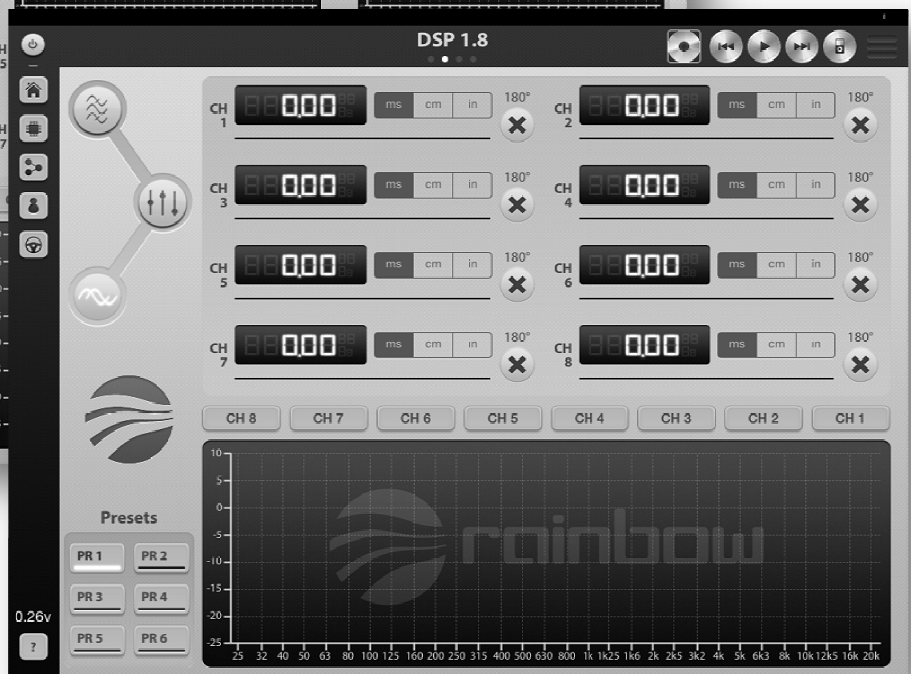 DSP 1.8
CH 1 0.00 ms cm in 180°
CH 2 0.00 ms cm in 180°
CH 3 0.00 ms cm in 180°
CH 4 0.00 ms cm in 180°
CH 5 0.00 ms cm in 180°
CH 6 0.00 ms cm in 180°
CH 7 0.00 ms cm in 180°
CH 8 0.00 ms cm in 180°
CH 8 CH 7 CH 6 CH 5 CH 4 CH 3 CH 2 CH 1
10
5
0
-5
-10
-15
-20
-25
rainbow
25 32 40 50 63 80 100 125 160 200 250 315 400 500 630 800 1k 1k25 1k6 2k 2k5 3k2 4k 5k 6k3 8k 10k 12k5 16k 20k
Presets
PR 1 PR 2
PR 3 PR 4
PR 5 PR 6
0.26v
?